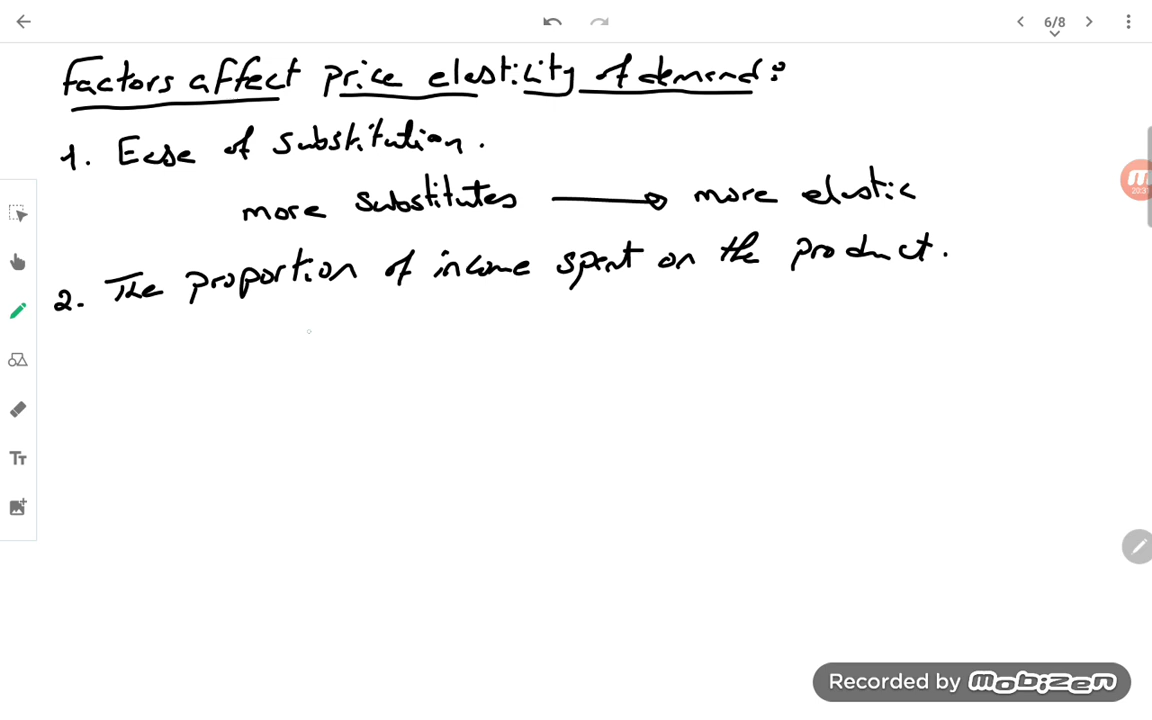 6/8
Factors affect price elasticity of demand:
1. Ease of substitution.
more substitutes → more elastic
2. The proportion of income spent on the product.
Tт
Recorded by mobizen